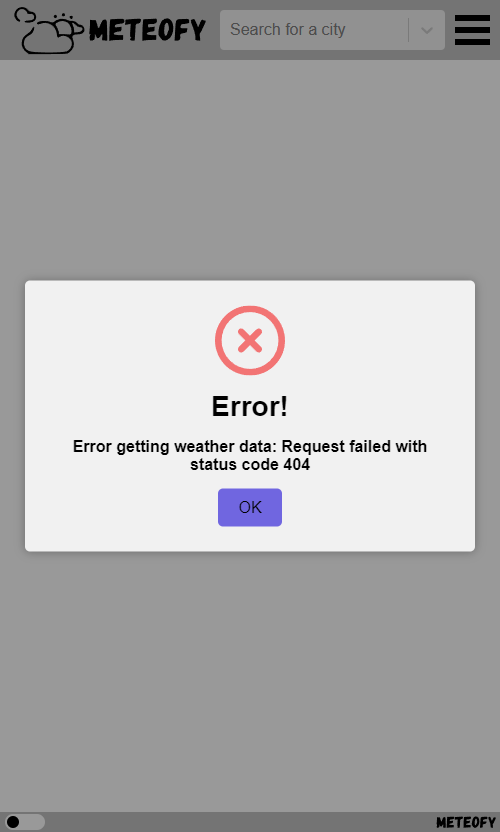 METEOFY
Search for a city
Error!
Error getting weather data: Request failed with
status code 404
OK
METEOFY